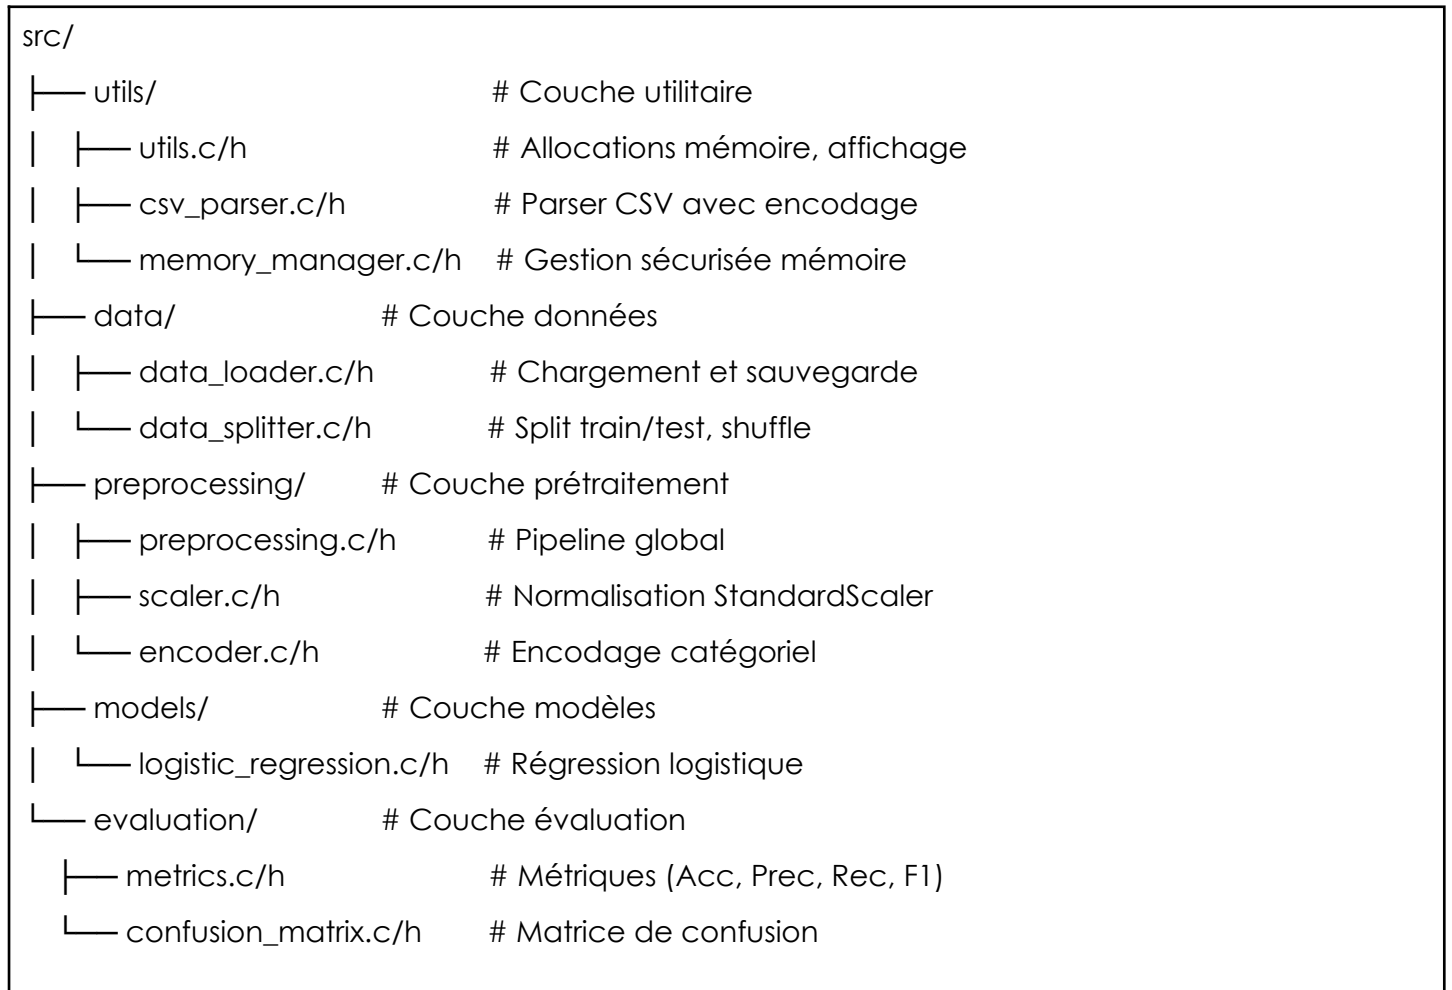 src/
├── utils/ # Couche utilitaire
│ ├── utils.c/h # Allocations mémoire, affichage
│ ├── csv_parser.c/h # Parser CSV avec encodage
│ └── memory_manager.c/h # Gestion sécurisée mémoire
├── data/ # Couche données
│ ├── data_loader.c/h # Chargement et sauvegarde
│ └── data_splitter.c/h # Split train/test, shuffle
├── preprocessing/ # Couche prétraitement
│ ├── preprocessing.c/h # Pipeline global
│ ├── scaler.c/h # Normalisation StandardScaler
│ └── encoder.c/h # Encodage catégoriel
├── models/ # Couche modèles
│ └── logistic_regression.c/h # Régression logistique
└── evaluation/ # Couche évaluation
├── metrics.c/h # Métriques (Acc, Prec, Rec, F1)
└── confusion_matrix.c/h # Matrice de confusion